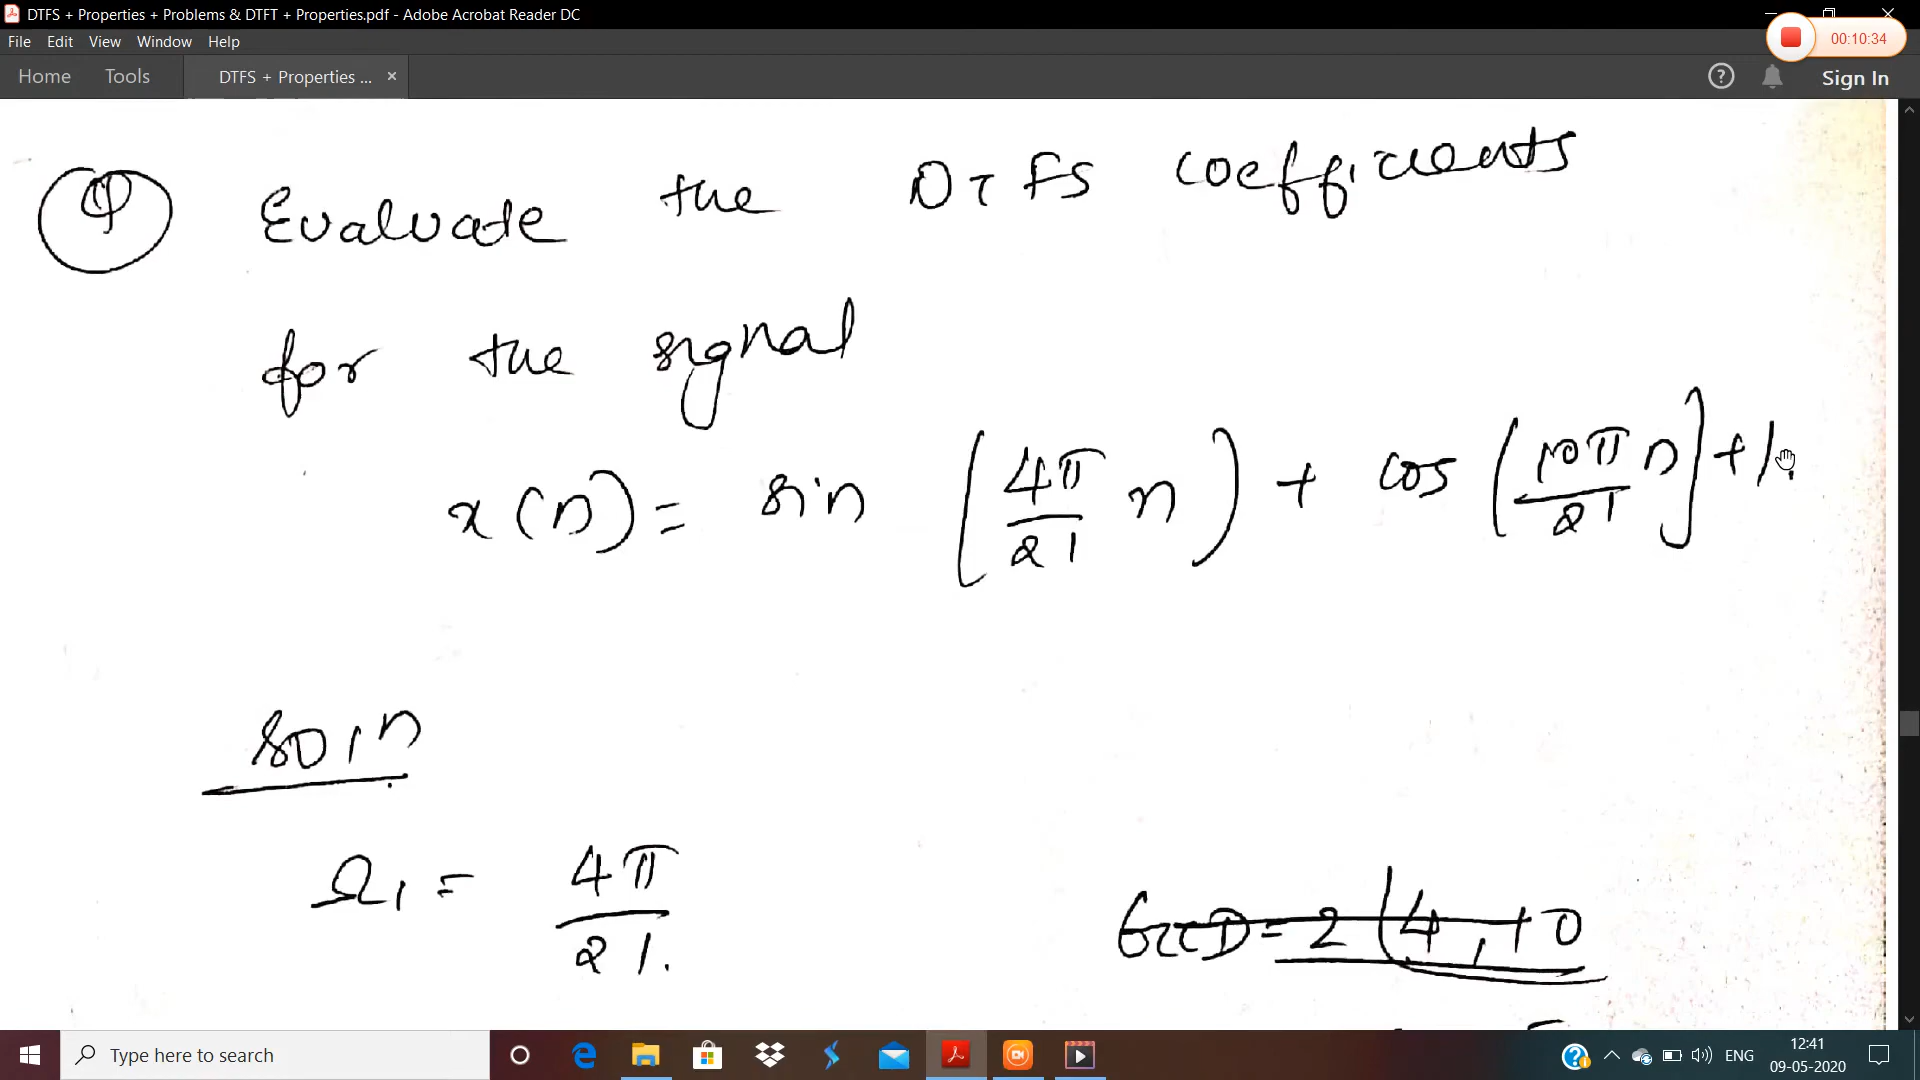 DTFS + Properties + Problems & DTFT + Properties.pdf - Adobe Acrobat Reader DC
00:10:34
File Edit View Window Help
Home Tools DTFS + Properties ... × ? Sign In
Q Evaluate the DTFS coefficients
for the signal
x(n) = sin (4π/21 n) + cos (10π/21 n] + 1.
soln
Ω1 = 4π/21.
GCD = 2 (4, 10
Type here to search
ENG 12:41
09-05-2020